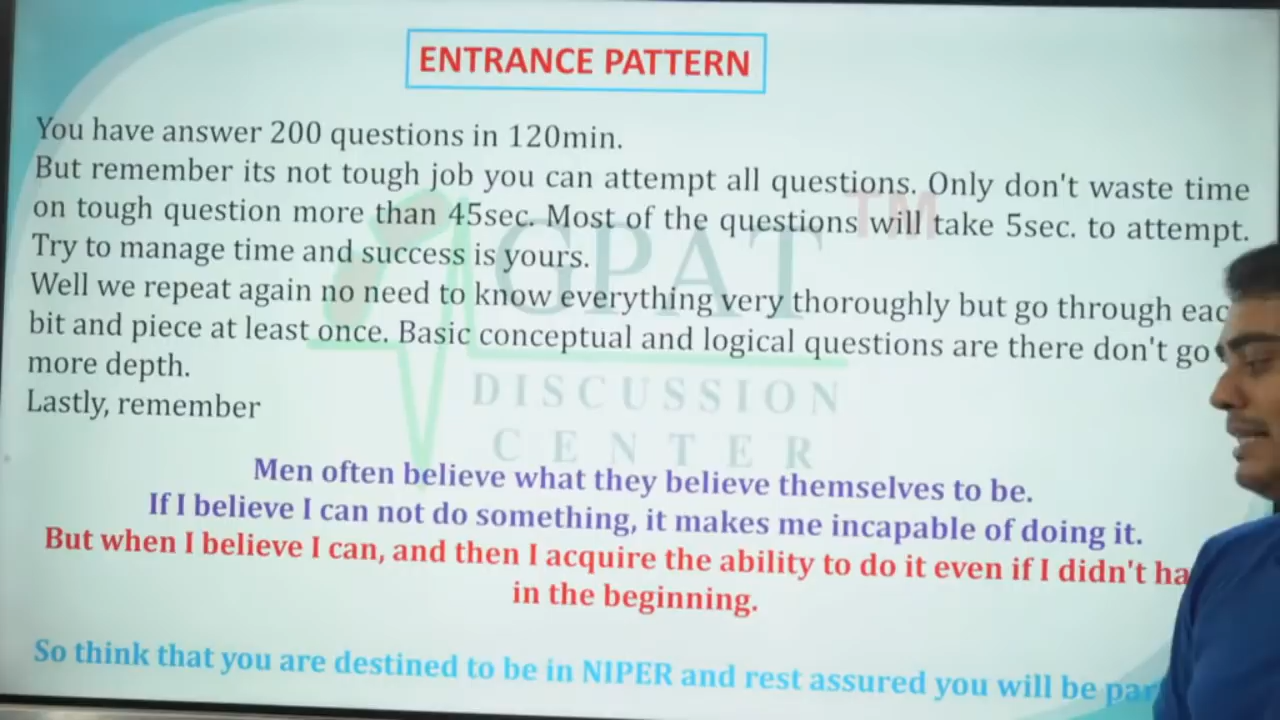 ENTRANCE PATTERN
You have answer 200 questions in 120min.
But remember its not tough job you can attempt all questions. Only don't waste time
on tough question more than 45sec. Most of the questions will take 5sec. to attempt.
Try to manage time and success is yours.
Well we repeat again no need to know everything very thoroughly but go through eac
bit and piece at least once. Basic conceptual and logical questions are there don't go
more depth.
Lastly, remember
GPAT TM
DISCUSSION
CENTER
Men often believe what they believe themselves to be.
If I believe I can not do something, it makes me incapable of doing it.
But when I believe I can, and then I acquire the ability to do it even if I didn't ha
in the beginning.
So think that you are destined to be in NIPER and rest assured you will be par